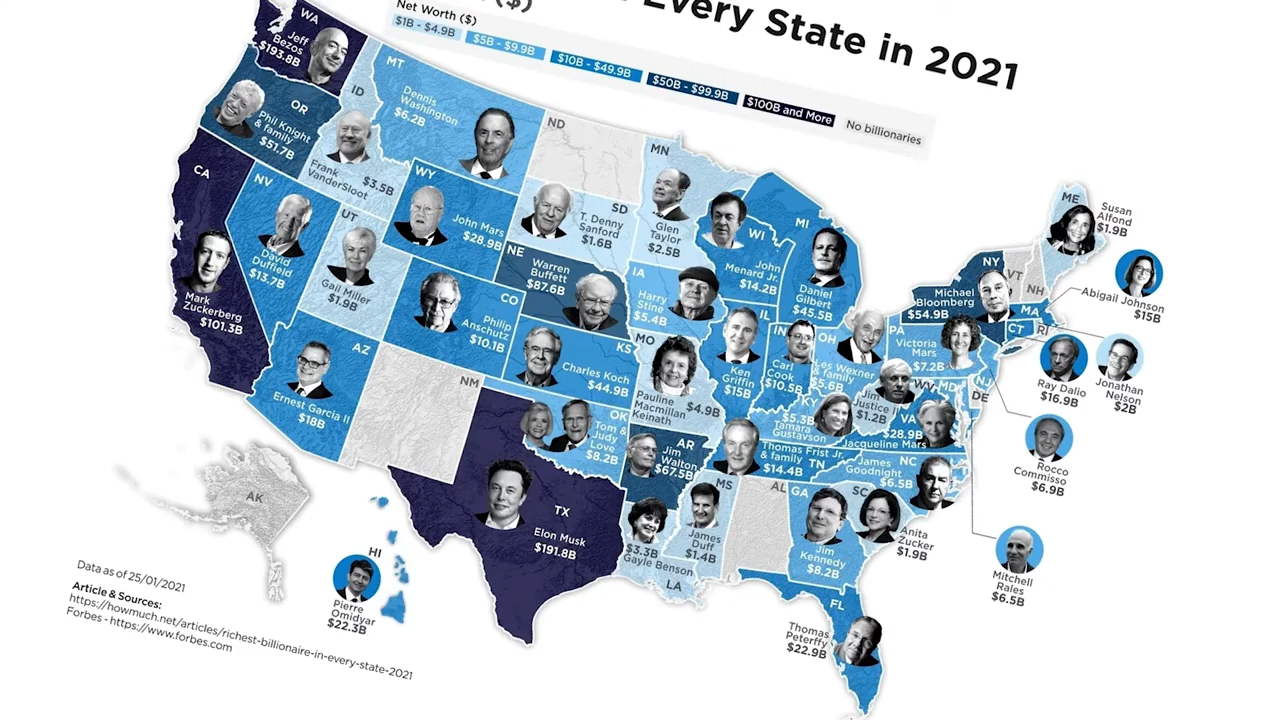 ($)
Every State in 2021
Net Worth ($)
$1B - $4.9B
$5B - $9.9B
$10B - $49.9B
$50B - $99.9B
$100B and More
No billionaires
WA
Jeff
Bezos
$193.8B
OR
Phil Knight
& family
$51.7B
CA
Mark
Zuckerberg
$101.3B
ID
Frank
VanderSloot
$3.5B
NV
David
Duffield
$13.7B
MT
Dennis
Washington
$6.2B
WY
John Mars
$28.9B
UT
Gail Miller
$1.9B
CO
Philip
Anschutz
$10.1B
AZ
Ernest Garcia II
$18B
NM
ND
SD
T. Denny
Sanford
$1.6B
NE
Warren
Buffett
$87.6B
KS
Charles Koch
$44.9B
OK
Tom &
Judy
Love
$8.2B
TX
Elon Musk
$191.8B
MN
Glen
Taylor
$2.5B
IA
Harry
Stine
$5.4B
MO
Pauline
Macmillan
Keinath
$4.9B
AR
Jim
Walton
$67.5B
LA
$3.3B
Gayle Benson
WI
John
Menard Jr.
$14.2B
IL
Ken
Griffin
$15B
MI
Daniel
Gilbert
$45.5B
IN
Carl
Cook
$10.5B
OH
Les Wexner
& family
$5.6B
$5.3B
Tamara
Gustavson
TN
Thomas Frist Jr.
& family
$14.4B
MS
James
Duff
$1.4B
AL
GA
Jim
Kennedy
$8.2B
FL
Thomas
Peterffy
$22.9B
SC
Anita
Zucker
$1.9B
NC
James
Goodnight
$6.5B
VA
$28.9B
Jacqueline Mars
WV
Jim
Justice II
$1.2B
MD
DE
NJ
PA
Victoria
Mars
$7.2B
NY
Michael
Bloomberg
$54.9B
VT
NH
ME
Susan
Alfond
$1.9B
MA
Abigail Johnson
$15B
CT
RI
Ray Dalio
$16.9B
Jonathan
Nelson
$2B
Rocco
Commisso
$6.9B
Mitchell
Rales
$6.5B
AK
HI
Pierre
Omidyar
$22.3B
Data as of 25/01/2021
Article & Sources:
https://howmuch.net/articles/richest-billionaire-in-every-state-2021
Forbes - https://www.forbes.com